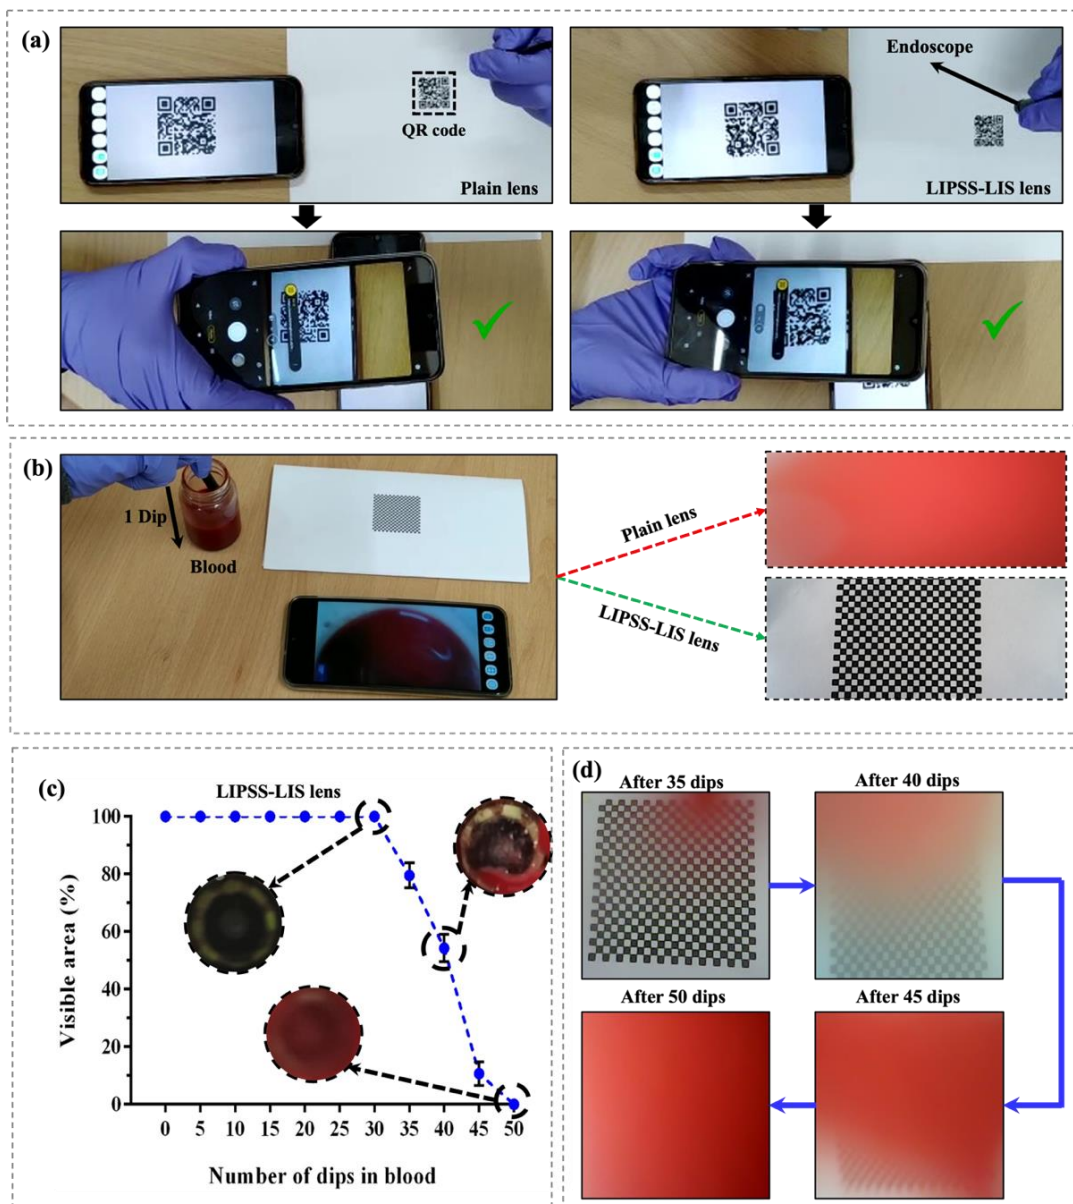 (a)
Endoscope
QR code
Plain lens
LIPSS-LIS lens
(b)
1 Dip
Blood
Plain lens
LIPSS-LIS lens
(c)
LIPSS-LIS lens
Visible area (%)
100
80
60
40
20
0
0 5 10 15 20 25 30 35 40 45 50
Number of dips in blood
(d)
After 35 dips
After 40 dips
After 50 dips
After 45 dips